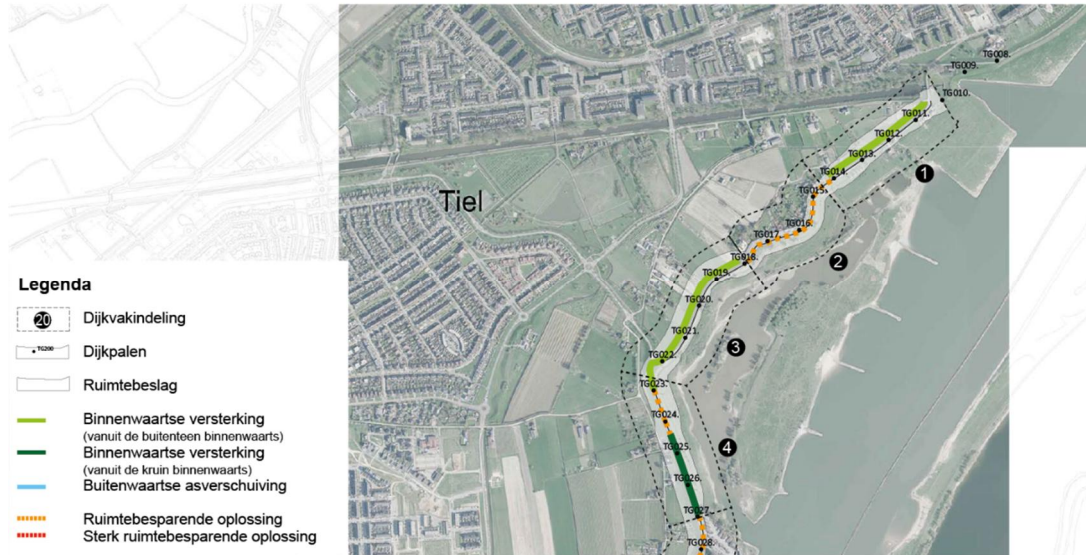 TG008.
TG009.
TG010.
TG011.
TG012.
TG013.
TG014.
1
TG015.
Tiel
TG016.
TG017.
TG018.
2
TG019.
TG020.
TG021.
3
TG022.
TG023.
TG024.
4
TG025.
TG026.
TG027.
TG028.
Legenda
20 Dijkvakindeling
TG200 Dijkpalen
Ruimtebeslag
Binnenwaartse versterking
(vanuit de buitenteen binnenwaarts)
Binnenwaartse versterking
(vanuit de kruin binnenwaarts)
Buitenwaartse asverschuiving
Ruimtebesparende oplossing
Sterk ruimtebesparende oplossing